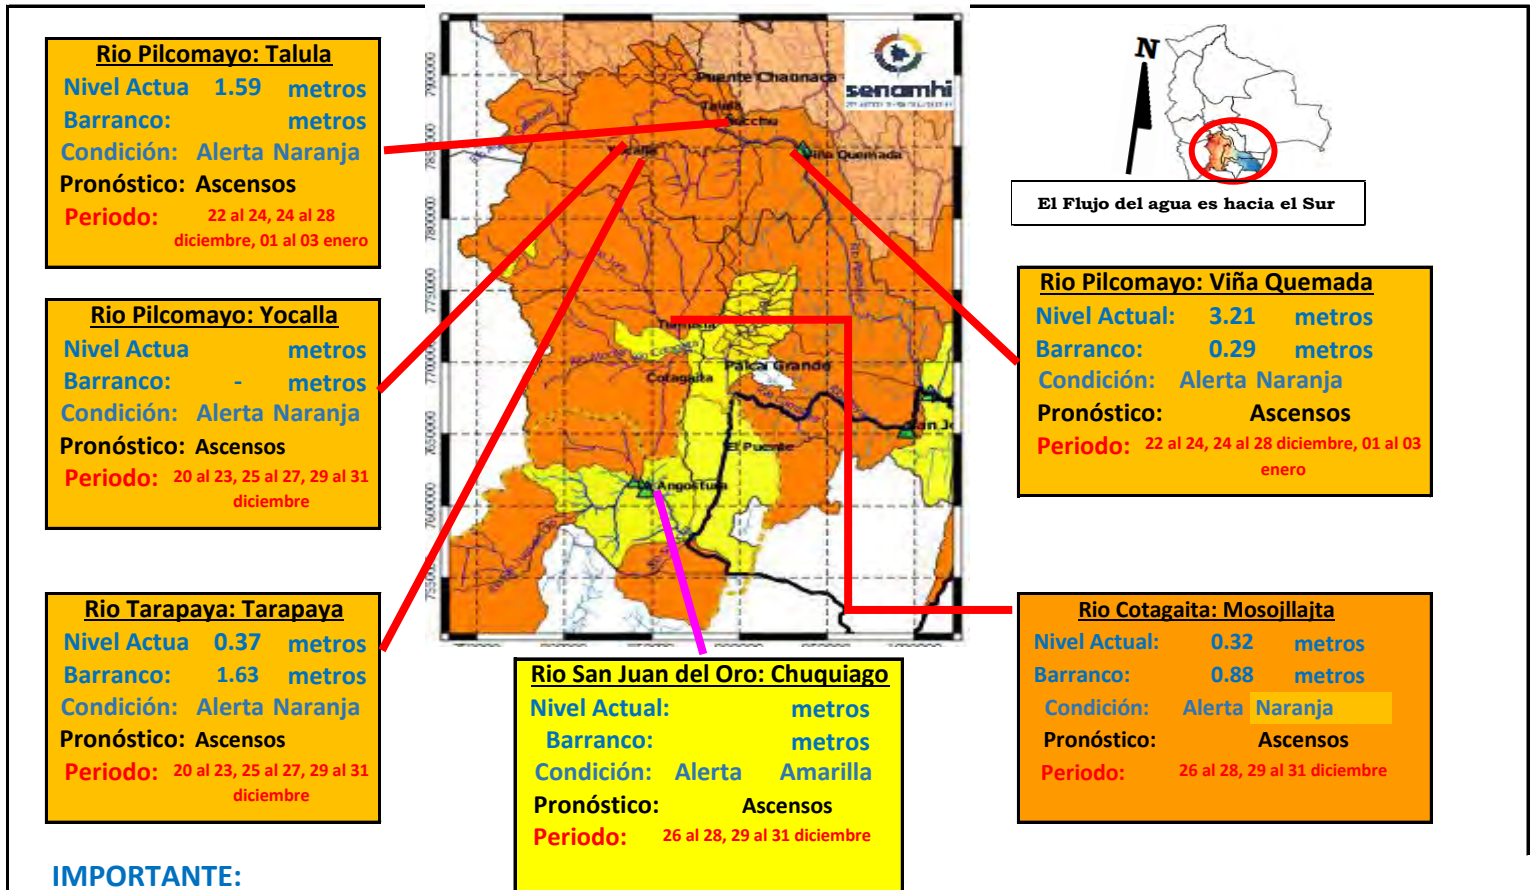 Rio Pilcomayo: Talula
Nivel Actua 1.59 metros
Barranco: metros
Condición: Alerta Naranja
Pronóstico: Ascensos
Periodo: 22 al 24, 24 al 28
diciembre, 01 al 03 enero
Rio Pilcomayo: Yocalla
Nivel Actua metros
Barranco: - metros
Condición: Alerta Naranja
Pronóstico: Ascensos
Periodo: 20 al 23, 25 al 27, 29 al 31
diciembre
Rio Tarapaya: Tarapaya
Nivel Actua 0.37 metros
Barranco: 1.63 metros
Condición: Alerta Naranja
Pronóstico: Ascensos
Periodo: 20 al 23, 25 al 27, 29 al 31
diciembre
IMPORTANTE:
senamhi
Puente Chaunaca
Talula
Yocalla
Viña Quemada
Tumusla
Cotagaita
Palca Grande
El Puente
Angostura
7900000
7850000
7800000
7750000
7700000
7650000
7600000
Rio San Juan del Oro: Chuquiago
Nivel Actual: metros
Barranco: metros
Condición: Alerta Amarilla
Pronóstico: Ascensos
Periodo: 26 al 28, 29 al 31 diciembre
N
El Flujo del agua es hacia el Sur
Rio Pilcomayo: Viña Quemada
Nivel Actual: 3.21 metros
Barranco: 0.29 metros
Condición: Alerta Naranja
Pronóstico: Ascensos
Periodo: 22 al 24, 24 al 28 diciembre, 01 al 03
enero
Rio Cotagaita: Mosojllajta
Nivel Actual: 0.32 metros
Barranco: 0.88 metros
Condición: Alerta Naranja
Pronóstico: Ascensos
Periodo: 26 al 28, 29 al 31 diciembre